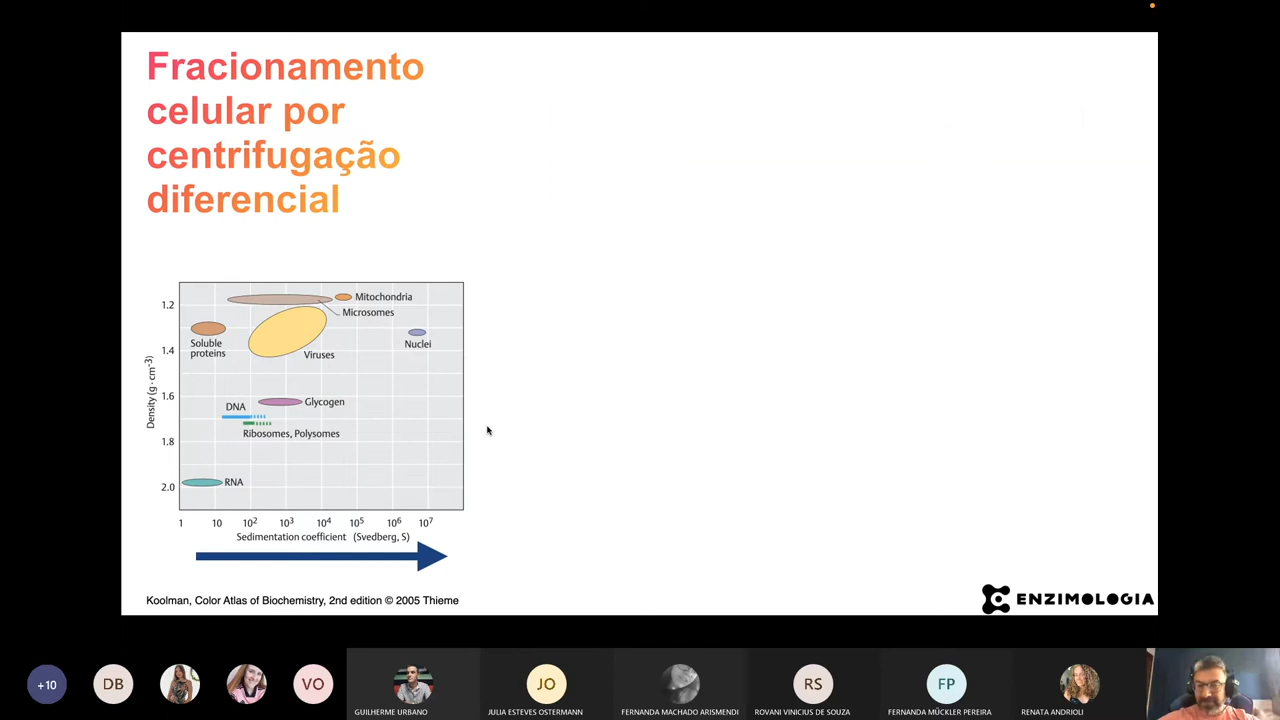 Fracionamento
celular por
centrifugação
diferencial
1.2
1.4
1.6
1.8
2.0
Density (g · cm⁻³)
Mitochondria
Microsomes
Soluble
proteins
Nuclei
Viruses
DNA
Glycogen
Ribosomes, Polysomes
RNA
1 10 10² 10³ 10⁴ 10⁵ 10⁶ 10⁷
Sedimentation coefficient (Svedberg, S)
Koolman, Color Atlas of Biochemistry, 2nd edition © 2005 Thieme
ENZIMOLOGIA
+10
DB
VO
JO
RS
FP
GUILHERME URBANO
JULIA ESTEVES OSTERMANN
FERNANDA MACHADO ARISMENDI
ROVANI VINICIUS DE SOUZA
FERNANDA MÜCKLER PEREIRA
RENATA ANDRIOLI